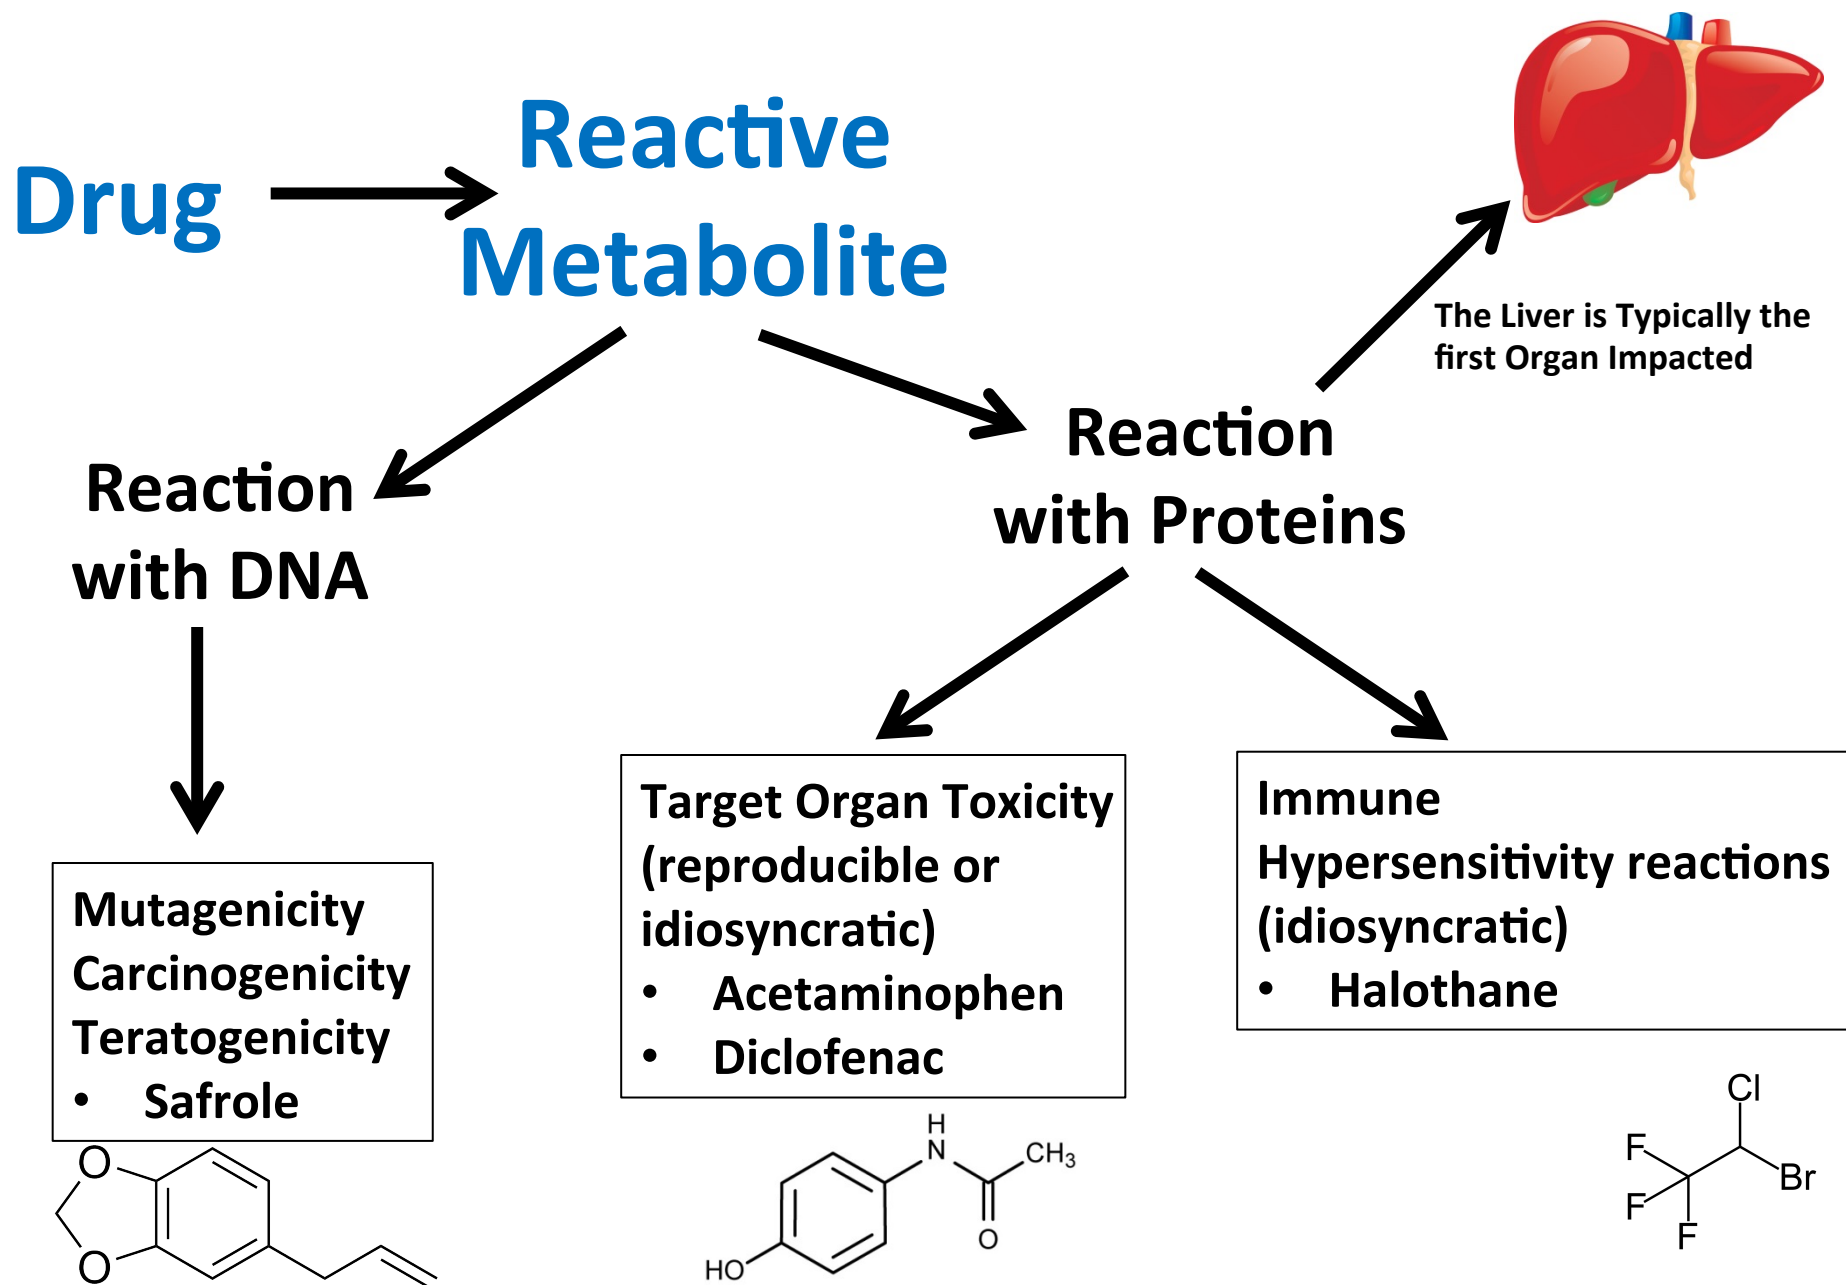 Drug
Reactive
Metabolite
The Liver is Typically the
first Organ Impacted
Reaction
with DNA
Reaction
with Proteins
Mutagenicity
Carcinogenicity
Teratogenicity
• Safrole
Target Organ Toxicity
(reproducible or
idiosyncratic)
• Acetaminophen
• Diclofenac
Immune
Hypersensitivity reactions
(idiosyncratic)
• Halothane
O
O
H
N
CH₃
O
HO
Cl
F
Br
F
F